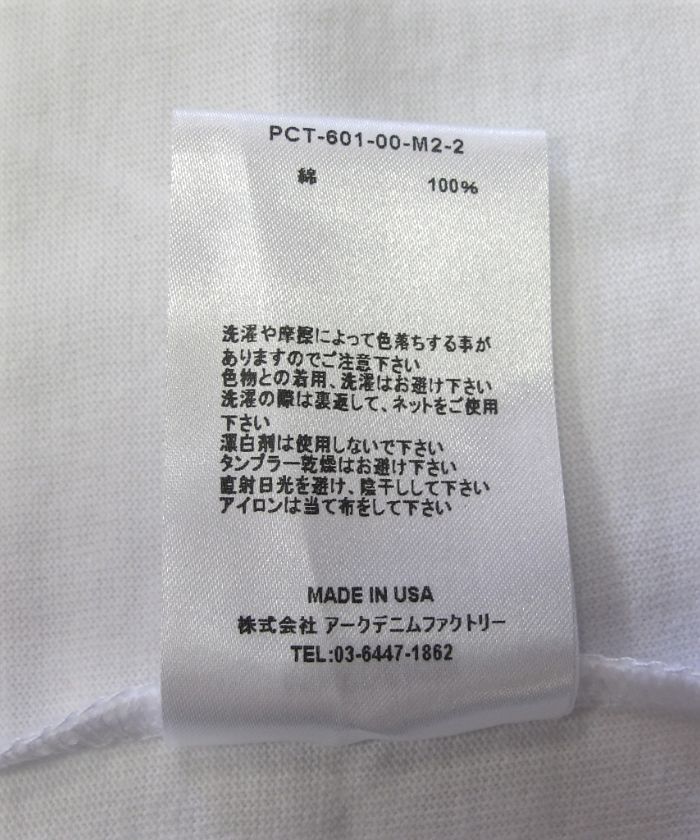 PCT-601-00-M2-2
綿 100%
洗濯や摩擦によって色落ちする事が
ありますのでご注意下さい
色物との着用、洗濯はお避け下さい
洗濯の際は裏返して、ネットをご使用
下さい
漂白剤は使用しないで下さい
タンブラー乾燥はお避け下さい
直射日光を避け、陰干しして下さい
アイロンは当て布をして下さい
MADE IN USA
株式会社 アークデニムファクトリー
TEL:03-6447-1862